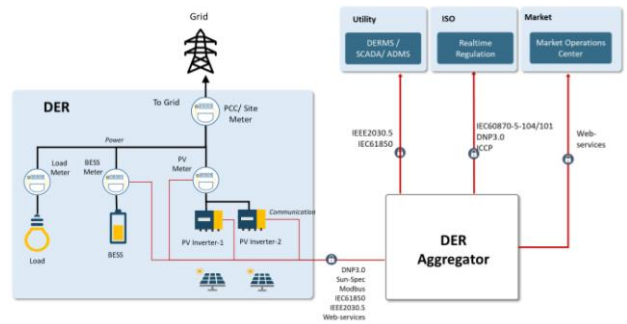 Grid
Utility
ISO
Market
DERMS /
SCADA/ ADMS
Realtime
Regulation
Market Operations
Center
DER
To Grid
PCC/ Site
Meter
Power
Load
Meter
BESS
Meter
PV
Meter
IEEE2030.5
IEC61850
IEC60870-5-104/101
DNP3.0
ICCP
Web-
services
Communication
PV Inverter-1
PV Inverter-2
Load
BESS
DER
Aggregator
DNP3.0
Sun-Spec
Modbus
IEC61850
IEEE2030.5
Web-services